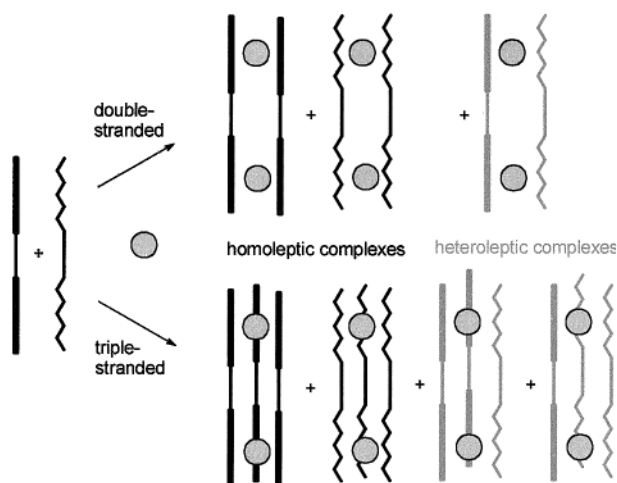 double-
stranded
+
+
+
homoleptic complexes
heteroleptic complexes
triple-
stranded
+
+
+